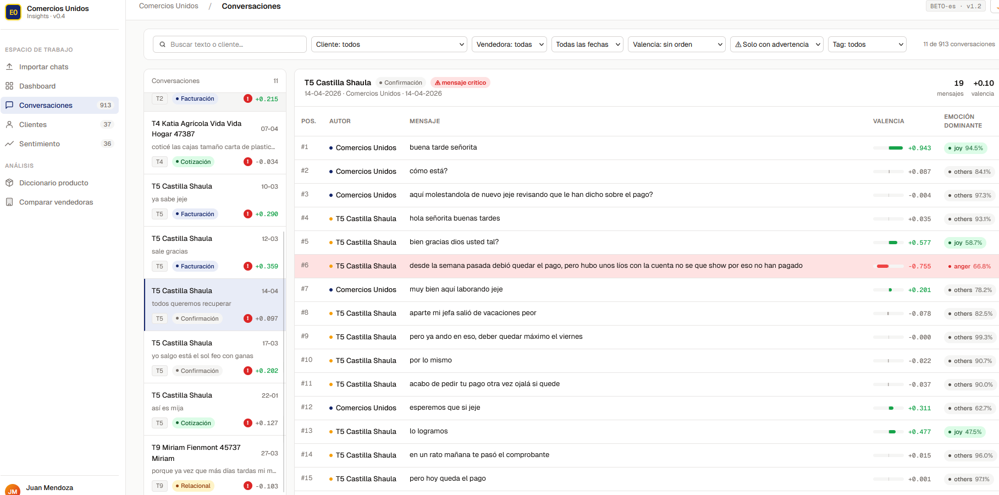 EO
Comercios Unidos
Insights · v0.4
ESPACIO DE TRABAJO
Importar chats
Dashboard
Conversaciones 913
Clientes 37
Sentimiento 36
ANÁLISIS
Diccionario producto
Comparar vendedoras
JM
Juan Mendoza
Comercios Unidos / Conversaciones
BETO-es · v1.2
Buscar texto o cliente…
Cliente: todos
Vendedora: todas
Todas las fechas
Valencia: sin orden
Solo con advertencia
Tag: todos
11 de 913 conversaciones
Conversaciones 11
T2 Facturación ! +0.215
T4 Katia Agrícola Vida Vida
Hogar 47387
07-04
coticé las cajas tamaño carta de plastic…
T4 Cotización ! -0.034
T5 Castilla Shaula 10-03
ya sabe jeje
T5 Facturación ! +0.290
T5 Castilla Shaula 12-03
sale gracias
T5 Facturación ! +0.359
T5 Castilla Shaula 14-04
todos queremos recuperar
T5 Confirmación ! +0.097
T5 Castilla Shaula 17-03
yo salgo está el sol feo con ganas
T5 Confirmación ! +0.202
T5 Castilla Shaula 22-01
así es mija
T5 Cotización ! +0.127
T9 Miriam Fienmont 45737
Miriam
27-03
porque ya vez que más días tardas mi m…
T9 Relacional ! -0.103
T5 Castilla Shaula Confirmación mensaje crítico
14-04-2026 · Comercios Unidos · 14-04-2026
19 +0.10
mensajes valencia
POS. AUTOR MENSAJE VALENCIA EMOCIÓN
DOMINANTE
#1 Comercios Unidos buena tarde señorita +0.943 joy 94.5%
#2 Comercios Unidos cómo está? +0.087 others 84.1%
#3 Comercios Unidos aquí molestandola de nuevo jeje revisando que le han dicho sobre el pago? -0.004 others 97.3%
#4 T5 Castilla Shaula hola señorita buenas tardes +0.035 others 93.1%
#5 T5 Castilla Shaula bien gracias dios usted tal? +0.577 joy 58.7%
#6 T5 Castilla Shaula desde la semana pasada debió quedar el pago, pero hubo unos líos con la cuenta no se que show por eso no han pagado -0.755 anger 66.8%
#7 Comercios Unidos muy bien aquí laborando jeje +0.201 others 78.2%
#8 T5 Castilla Shaula aparte mi jefa salió de vacaciones peor -0.078 others 82.5%
#9 T5 Castilla Shaula pero ya ando en eso, deber quedar máximo el viernes -0.000 others 99.3%
#10 T5 Castilla Shaula por lo mismo -0.022 others 90.7%
#11 T5 Castilla Shaula acabo de pedir tu pago otra vez ojalá si quede -0.037 others 90.0%
#12 Comercios Unidos esperemos que si jeje +0.311 others 62.7%
#13 T5 Castilla Shaula lo logramos +0.477 joy 47.5%
#14 T5 Castilla Shaula en un rato mañana te pasó el comprobante +0.015 others 96.0%
#15 T5 Castilla Shaula pero hoy queda el pago +0.001 others 97.1%